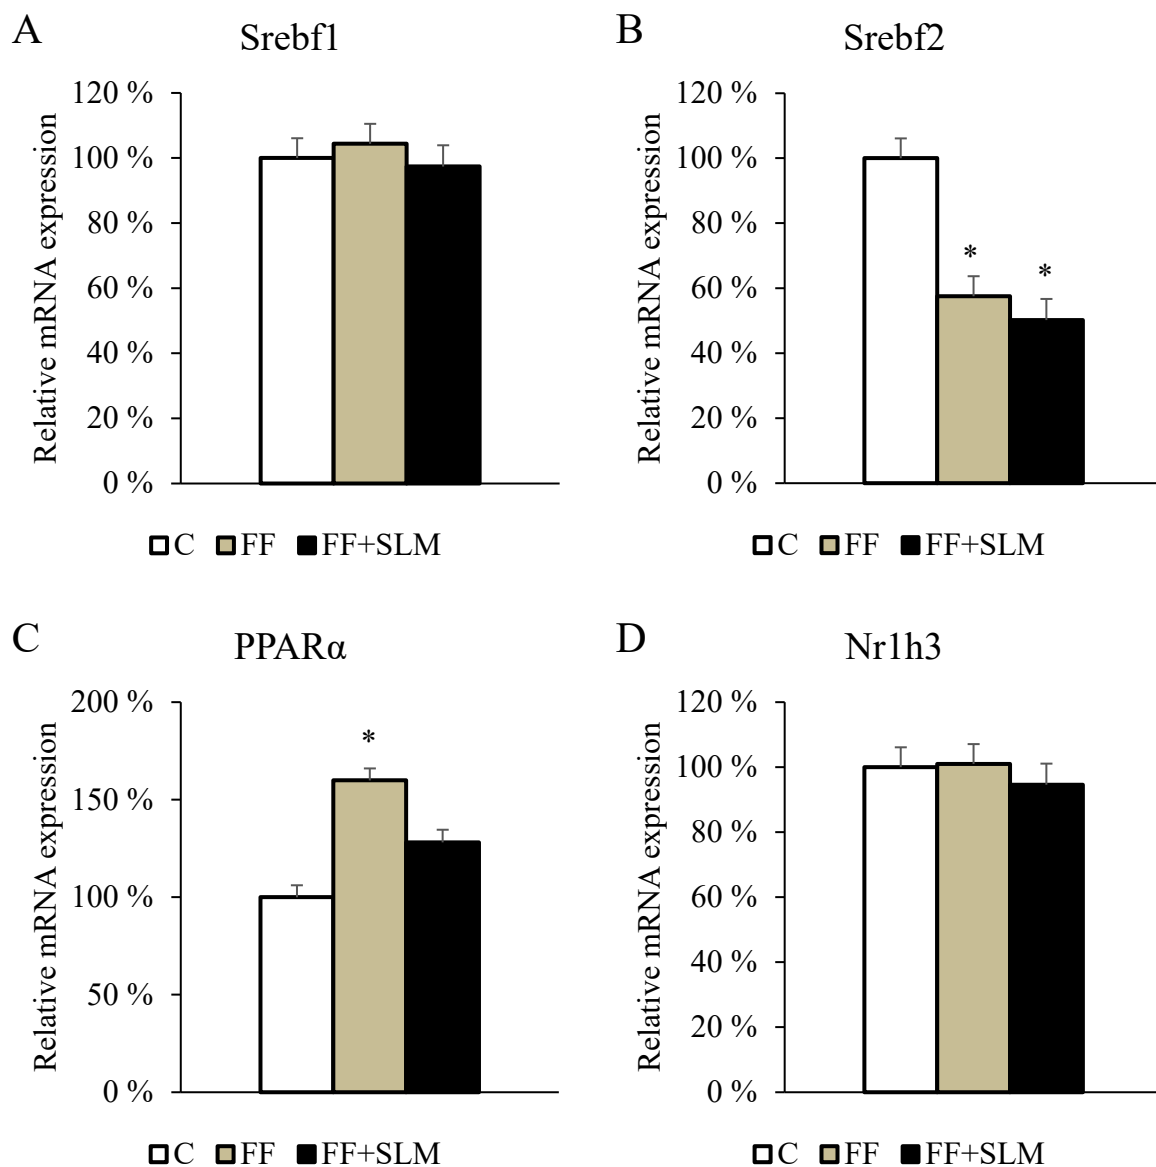 A
Srebf1
Relative mRNA expression
120 %
100 %
80 %
60 %
40 %
20 %
0 %
C FF FF+SLM
B
Srebf2
Relative mRNA expression
120 %
100 %
80 %
60 %
40 %
20 %
0 %
*
*
C FF FF+SLM
C
PPARα
Relative mRNA expression
200 %
150 %
100 %
50 %
0 %
*
C FF FF+SLM
D
Nr1h3
Relative mRNA expression
120 %
100 %
80 %
60 %
40 %
20 %
0 %
C FF FF+SLM